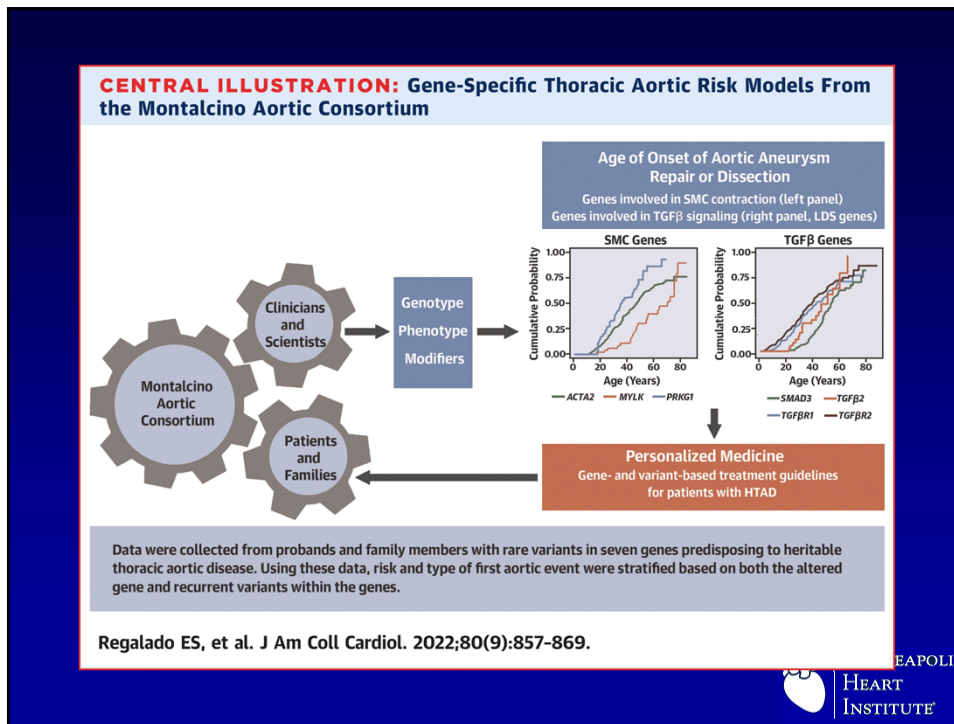 CENTRAL ILLUSTRATION: Gene-Specific Thoracic Aortic Risk Models From
the Montalcino Aortic Consortium
Clinicians
and
Scientists
Montalcino
Aortic
Consortium
Patients
and
Families
Genotype
Phenotype
Modifiers
Age of Onset of Aortic Aneurysm
Repair or Dissection
Genes involved in SMC contraction (left panel)
Genes involved in TGFβ signaling (right panel, LDS genes)
SMC Genes
Cumulative Probability
1.00
0.75
0.50
0.25
0.00
0 20 40 60 80
Age (Years)
ACTA2 MYLK PRKG1
TGFβ Genes
Cumulative Probability
1.00
0.75
0.50
0.25
0.00
0 20 40 60 80
Age (Years)
SMAD3 TGFβ2
TGFβR1 TGFβR2
Personalized Medicine
Gene- and variant-based treatment guidelines
for patients with HTAD
Data were collected from probands and family members with rare variants in seven genes predisposing to heritable
thoracic aortic disease. Using these data, risk and type of first aortic event were stratified based on both the altered
gene and recurrent variants within the genes.
Regalado ES, et al. J Am Coll Cardiol. 2022;80(9):857-869.
EAPOLI
HEART
INSTITUTE